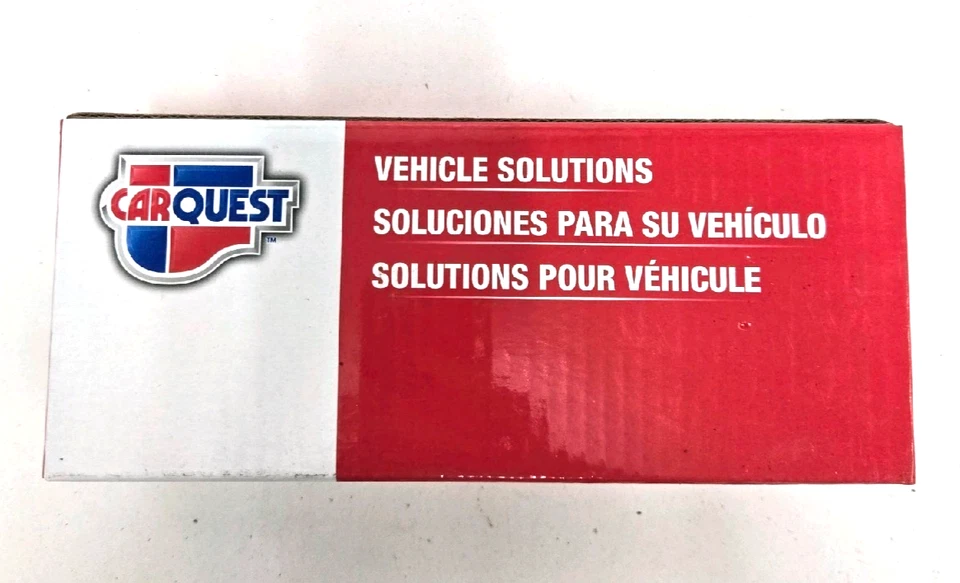 CARQUEST
™
VEHICLE SOLUTIONS
SOLUCIONES PARA SU VEHÍCULO
SOLUTIONS POUR VÉHICULE